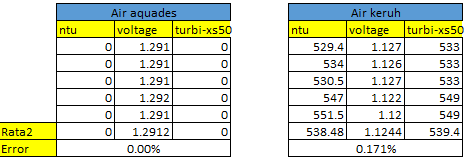 Air aquades Air keruh
ntu voltage turbi-xs50 ntu voltage turbi-xs50
0 1.291 0 529.4 1.127 533
0 1.291 0 534 1.126 533
0 1.291 0 530.5 1.127 533
0 1.292 0 547 1.122 549
0 1.291 0 551.5 1.12 549
Rata2 0 1.2912 0 538.48 1.1244 539.4
Error 0.00% 0.171%